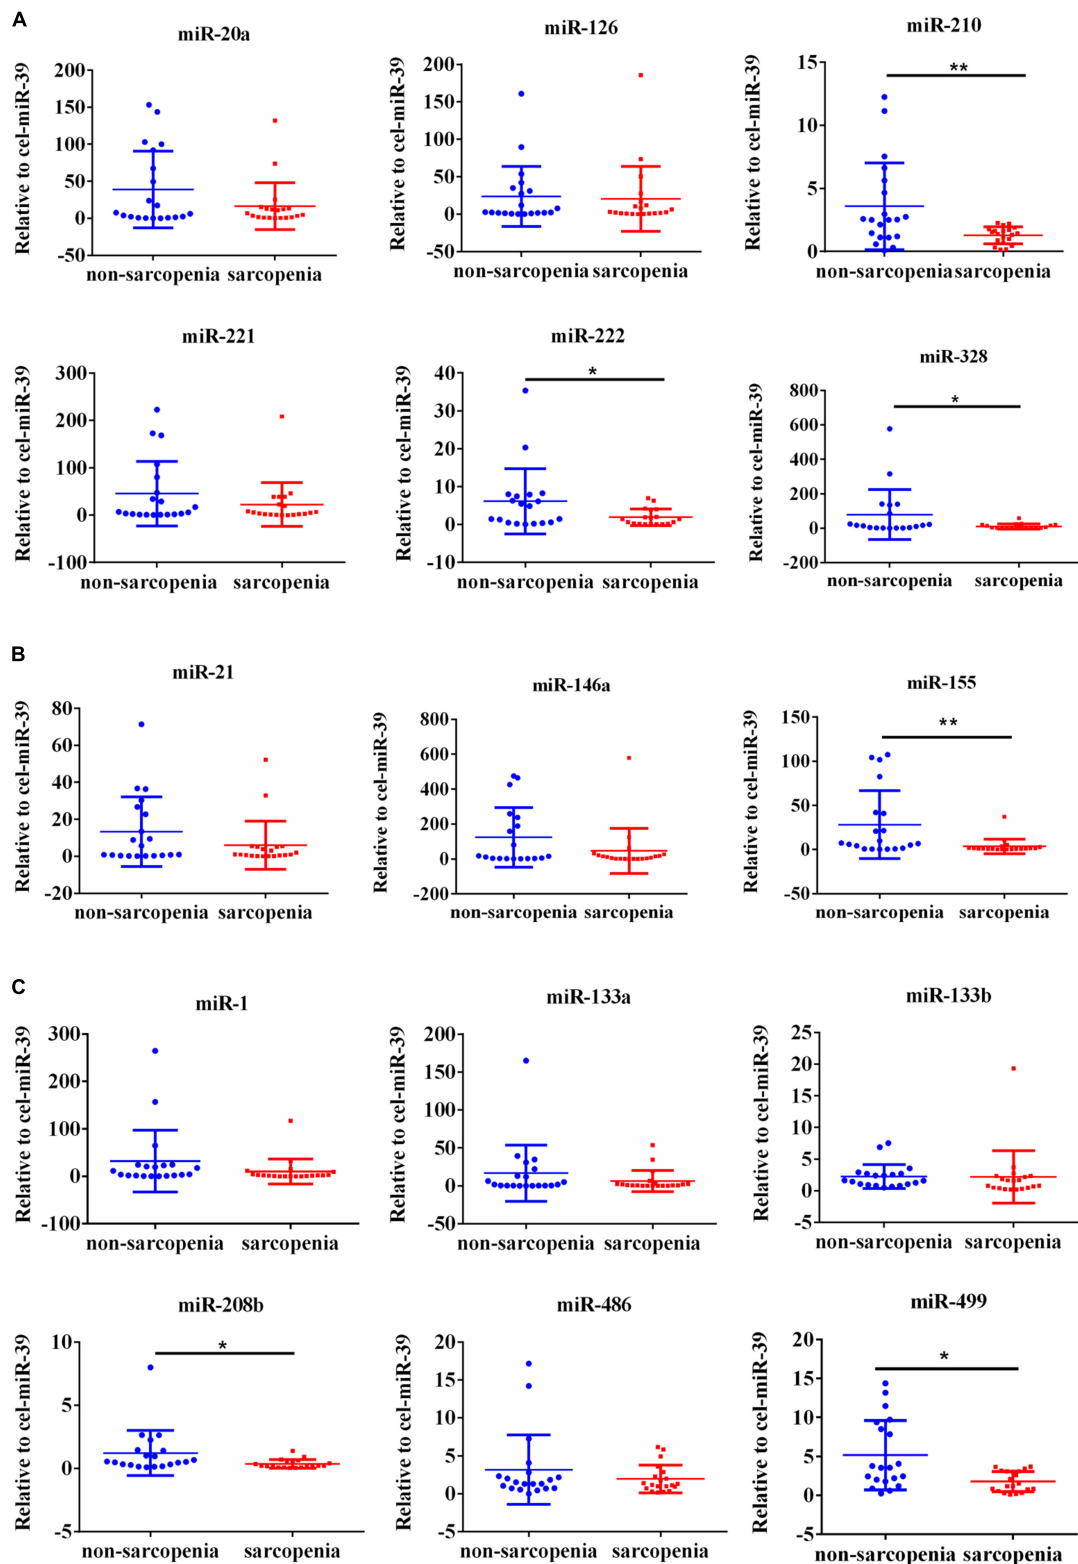 A
miR-20a
Relative to cel-miR-39
200
150
100
50
0
-50
non-sarcopenia sarcopenia
miR-126
Relative to cel-miR-39
200
150
100
50
0
-50
non-sarcopenia sarcopenia
miR-210
**
Relative to cel-miR-39
15
10
5
0
non-sarcopenia sarcopenia
miR-221
Relative to cel-miR-39
300
200
100
0
-100
non-sarcopenia sarcopenia
miR-222
*
Relative to cel-miR-39
40
30
20
10
0
-10
non-sarcopenia sarcopenia
miR-328
*
Relative to cel-miR-39
800
600
400
200
0
-200
non-sarcopenia sarcopenia
B
miR-21
Relative to cel-miR-39
80
60
40
20
0
-20
non-sarcopenia sarcopenia
miR-146a
Relative to cel-miR-39
800
600
400
200
0
-200
non-sarcopenia sarcopenia
miR-155
**
Relative to cel-miR-39
150
100
50
0
-50
non-sarcopenia sarcopenia
C
miR-1
Relative to cel-miR-39
300
200
100
0
-100
non-sarcopenia sarcopenia
miR-133a
Relative to cel-miR-39
200
150
100
50
0
-50
non-sarcopenia sarcopenia
miR-133b
Relative to cel-miR-39
25
20
15
10
5
0
-5
non-sarcopenia sarcopenia
miR-208b
*
Relative to cel-miR-39
10
5
0
-5
non-sarcopenia sarcopenia
miR-486
Relative to cel-miR-39
20
15
10
5
0
-5
non-sarcopenia sarcopenia
miR-499
*
Relative to cel-miR-39
20
15
10
5
0
-5
non-sarcopenia sarcopenia